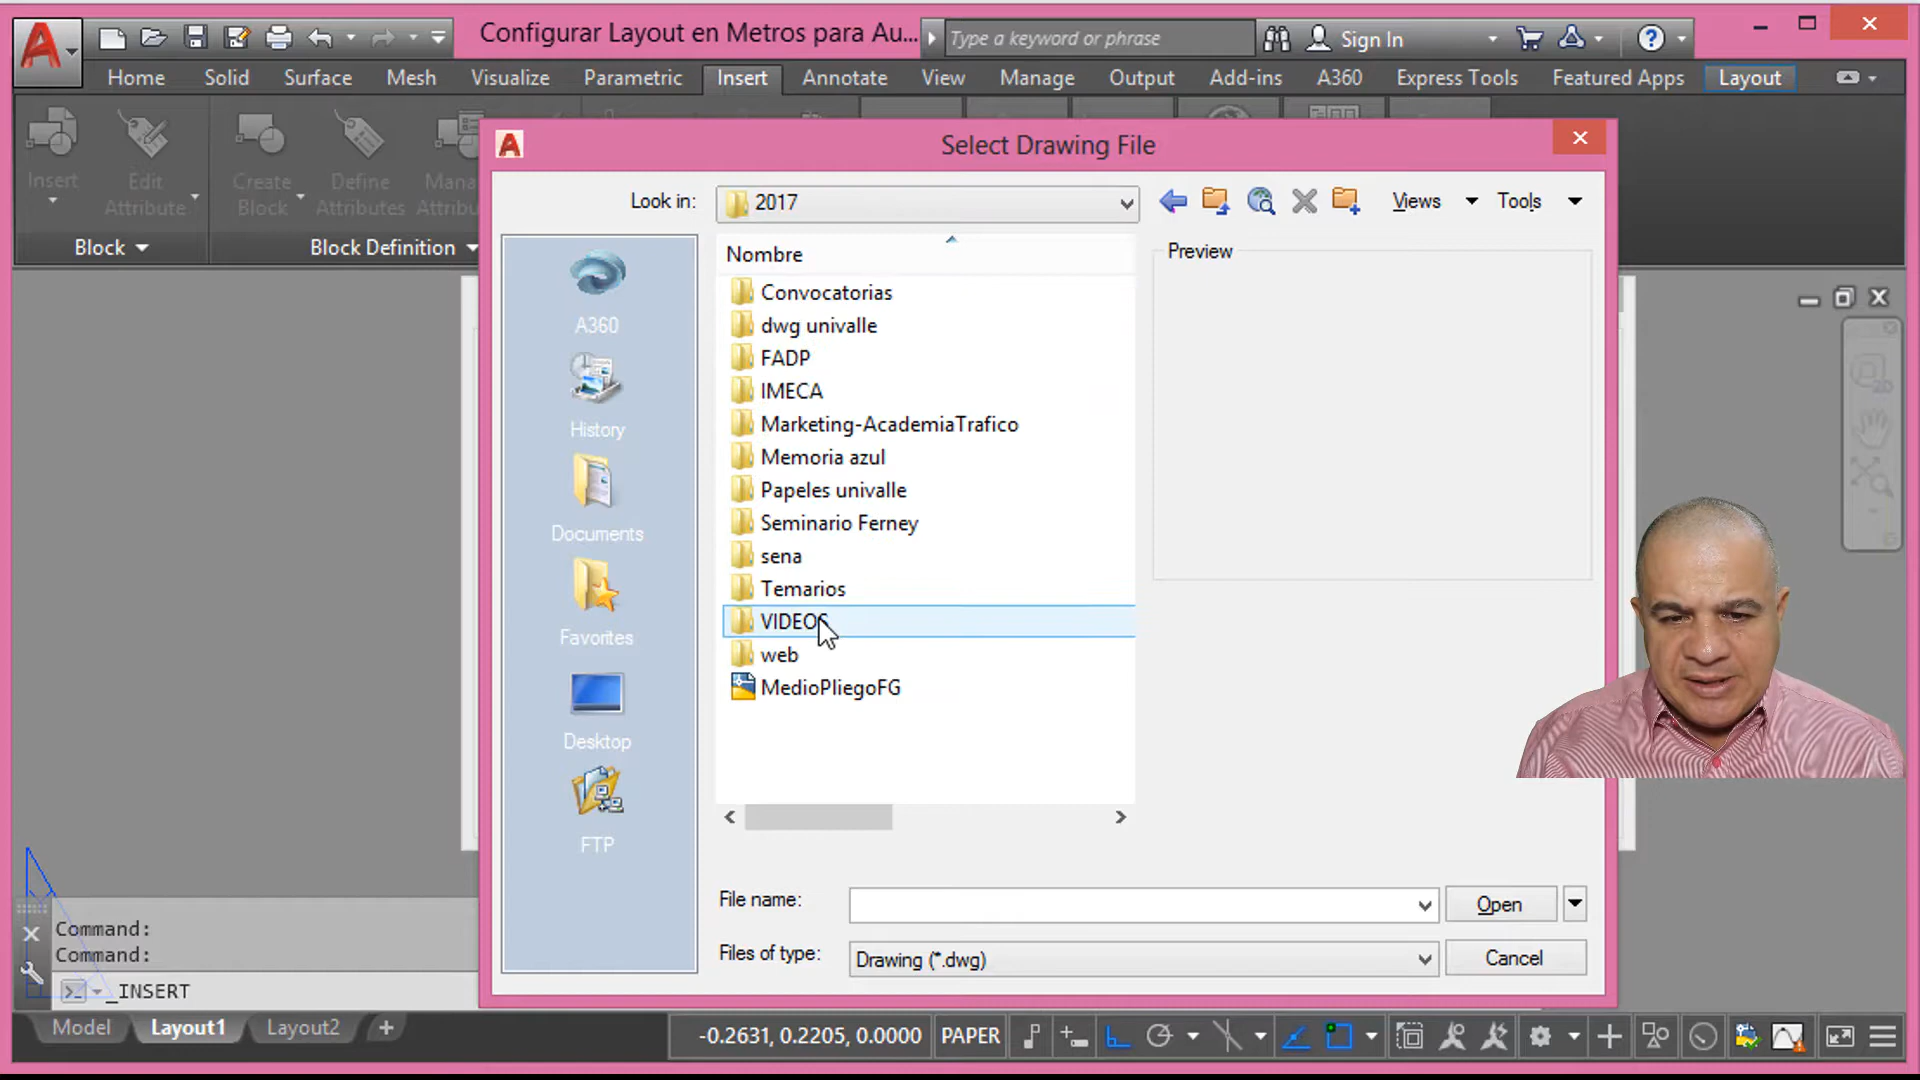 Configurar Layout en Metros para Au...
Type a keyword or phrase
Sign In
Home
Solid
Surface
Mesh
Visualize
Parametric
Insert
Annotate
View
Manage
Output
Add-ins
A360
Express Tools
Featured Apps
Layout
Insert
Edit
Attribute
Create
Block
Define
Attributes
Mana
Attribu
Block
Block Definition
Select Drawing File
Look in:
2017
Views
Tools
A360
History
Documents
Favorites
Desktop
FTP
Nombre
Convocatorias
dwg univalle
FADP
IMECA
Marketing-AcademiaTrafico
Memoria azul
Papeles univalle
Seminario Ferney
sena
Temarios
VIDEOS
web
MedioPliegoFG
Preview
File name:
Open
Files of type:
Drawing (*.dwg)
Cancel
2D
Command:
Command:
_INSERT
Model
Layout1
Layout2
-0.2631, 0.2205, 0.0000
PAPER